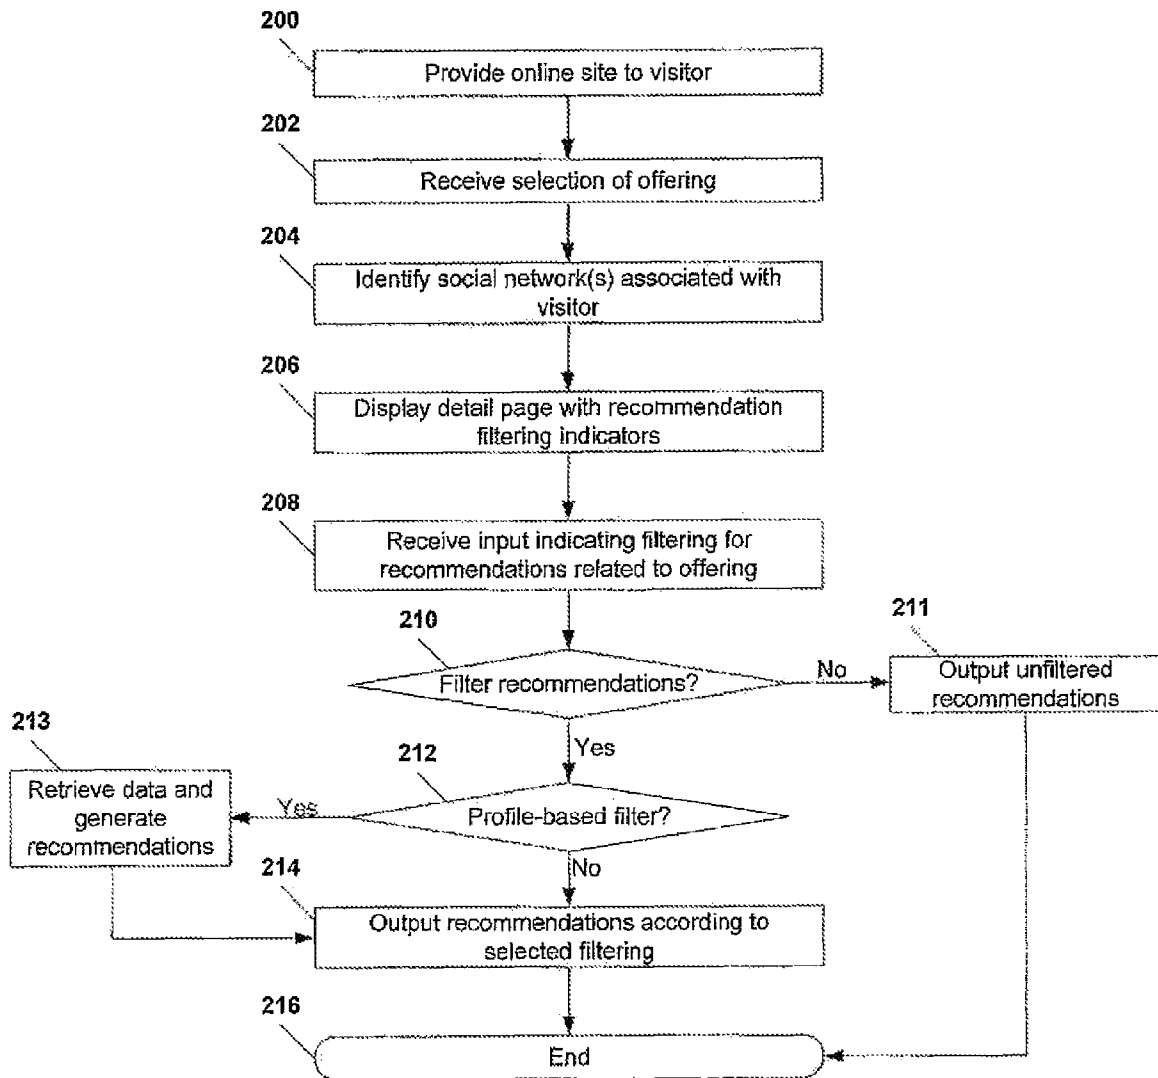 200
Provide online site to visitor
202
Receive selection of offering
204
Identify social network(s) associated with
visitor
206
Display detail page with recommendation
filtering indicators
208
Receive input indicating filtering for
recommendations related to offering
210
Filter recommendations?
No
211
Output unfiltered
recommendations
Yes
213
Retrieve data and
generate
recommendations
212
Profile-based filter?
Yes
No
214
Output recommendations according to
selected filtering
216
End